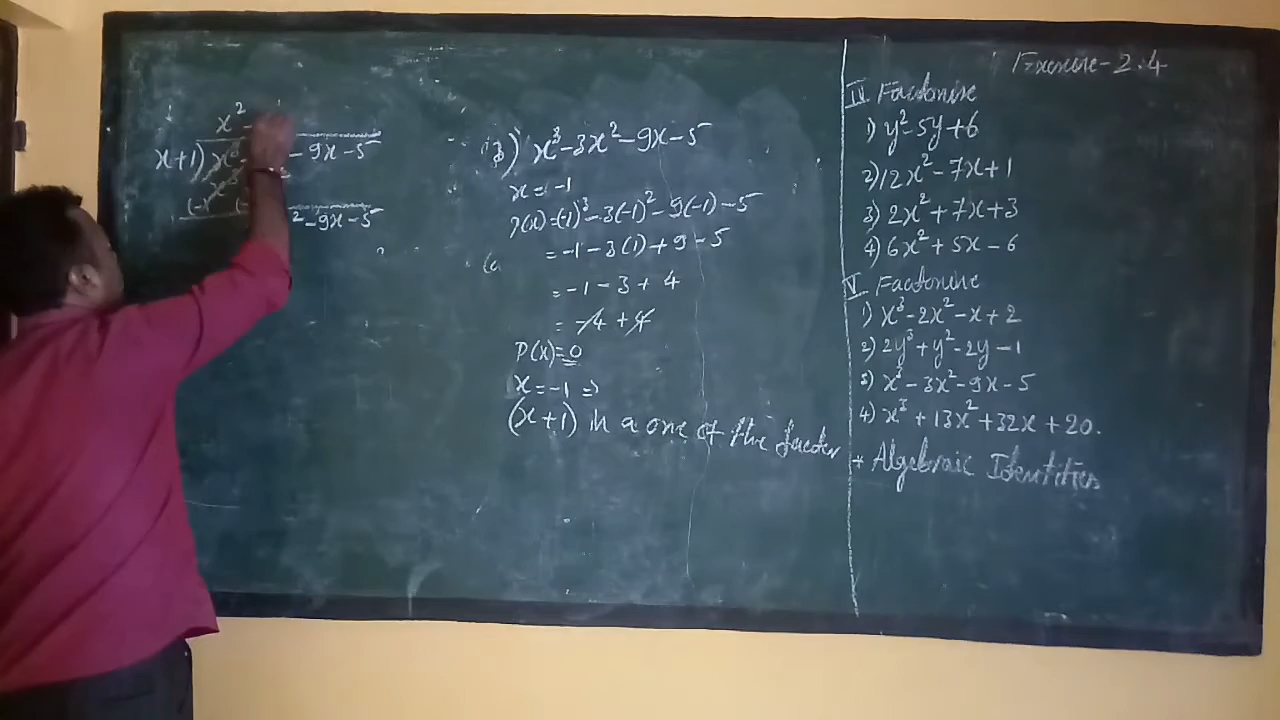 x²-
x+1) x³- - 9x - 5
x³
(-) (-
² - 9x - 5
3) x³ - 3x² - 9x - 5
x = -1
P(x) = (-1)³ - 3(-1)² - 9(-1) - 5
= -1 - 3(1) + 9 - 5
= -1 - 3 + 4
= -4 + 4
P(x) = 0
x = -1 ⇒
(x+1) is a one of the factor
Exercise - 2.4
IV Factorise
1) y² - 5y + 6
2) 12x² - 7x + 1
3) 2x² + 7x + 3
4) 6x² + 5x - 6
V. Factorise
1) x³ - 2x² - x + 2
2) 2y³ + y² - 2y - 1
3) x³ - 3x² - 9x - 5
4) x³ + 13x² + 32x + 20.
* Algebraic Identities